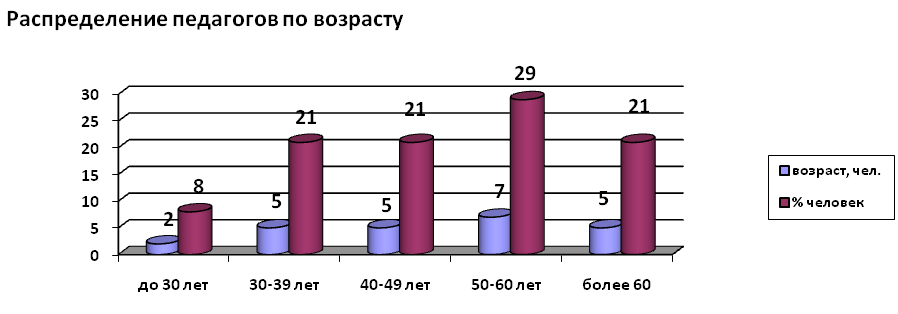 Распределение педагогов по возрасту
29
30
21
21
21
25
20
15
8
7
10
5
5
5
2
5
0
до 30 лет
30-39 лет
40-49 лет
50-60 лет
более 60
возраст, чел.
% человек